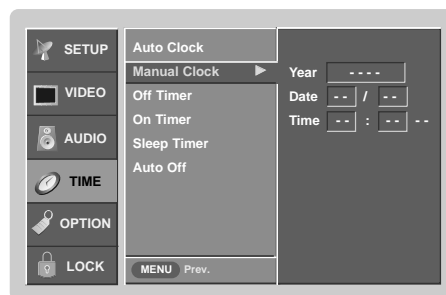 SETUP
VIDEO
AUDIO
TIME
OPTION
LOCK
Auto Clock
Manual Clock ▶
Off Timer
On Timer
Sleep Timer
Auto Off
MENU Prev.
Year - - - -
Date - - / - -
Time - - : - - - -